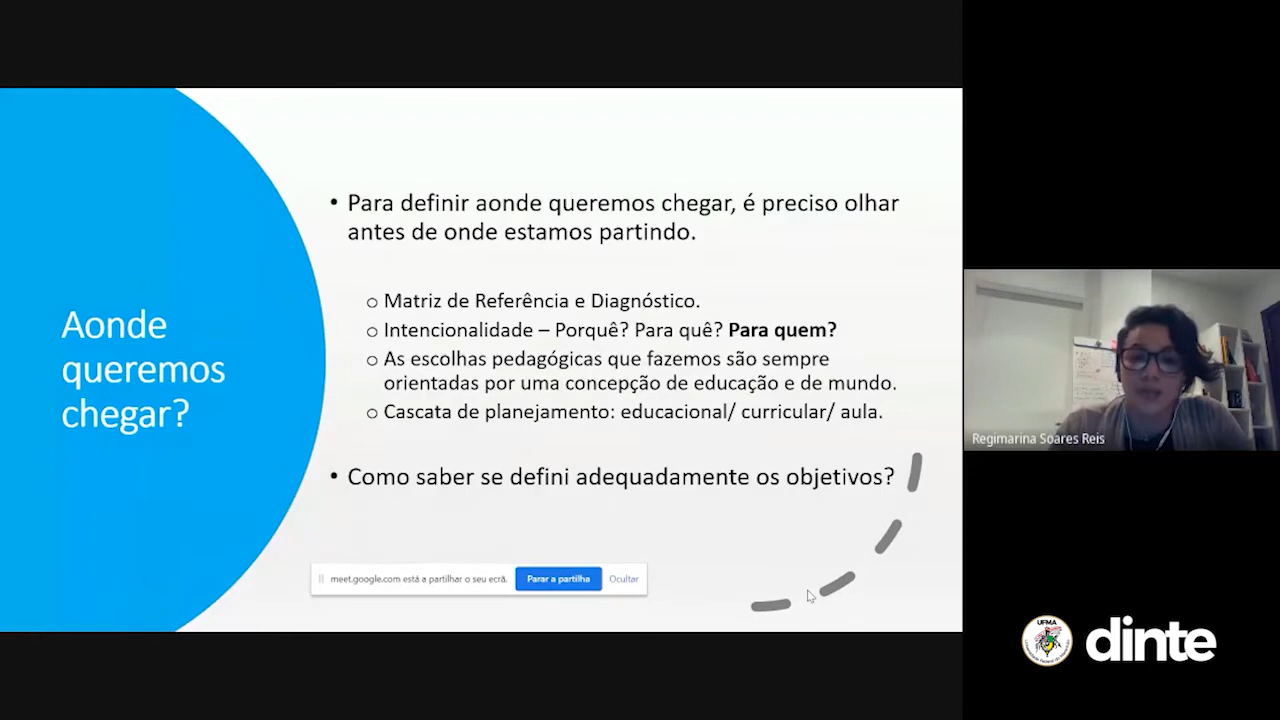 Aonde
queremos
chegar?
• Para definir aonde queremos chegar, é preciso olhar
antes de onde estamos partindo.
o Matriz de Referência e Diagnóstico.
o Intencionalidade – Porquê? Para quê? Para quem?
o As escolhas pedagógicas que fazemos são sempre
orientadas por uma concepção de educação e de mundo.
o Cascata de planejamento: educacional/ curricular/ aula.
• Como saber se defini adequadamente os objetivos?
meet.google.com está a partilhar o seu ecrã. Parar a partilha Ocultar
Regimarina Soares Reis
UFMA
dinte